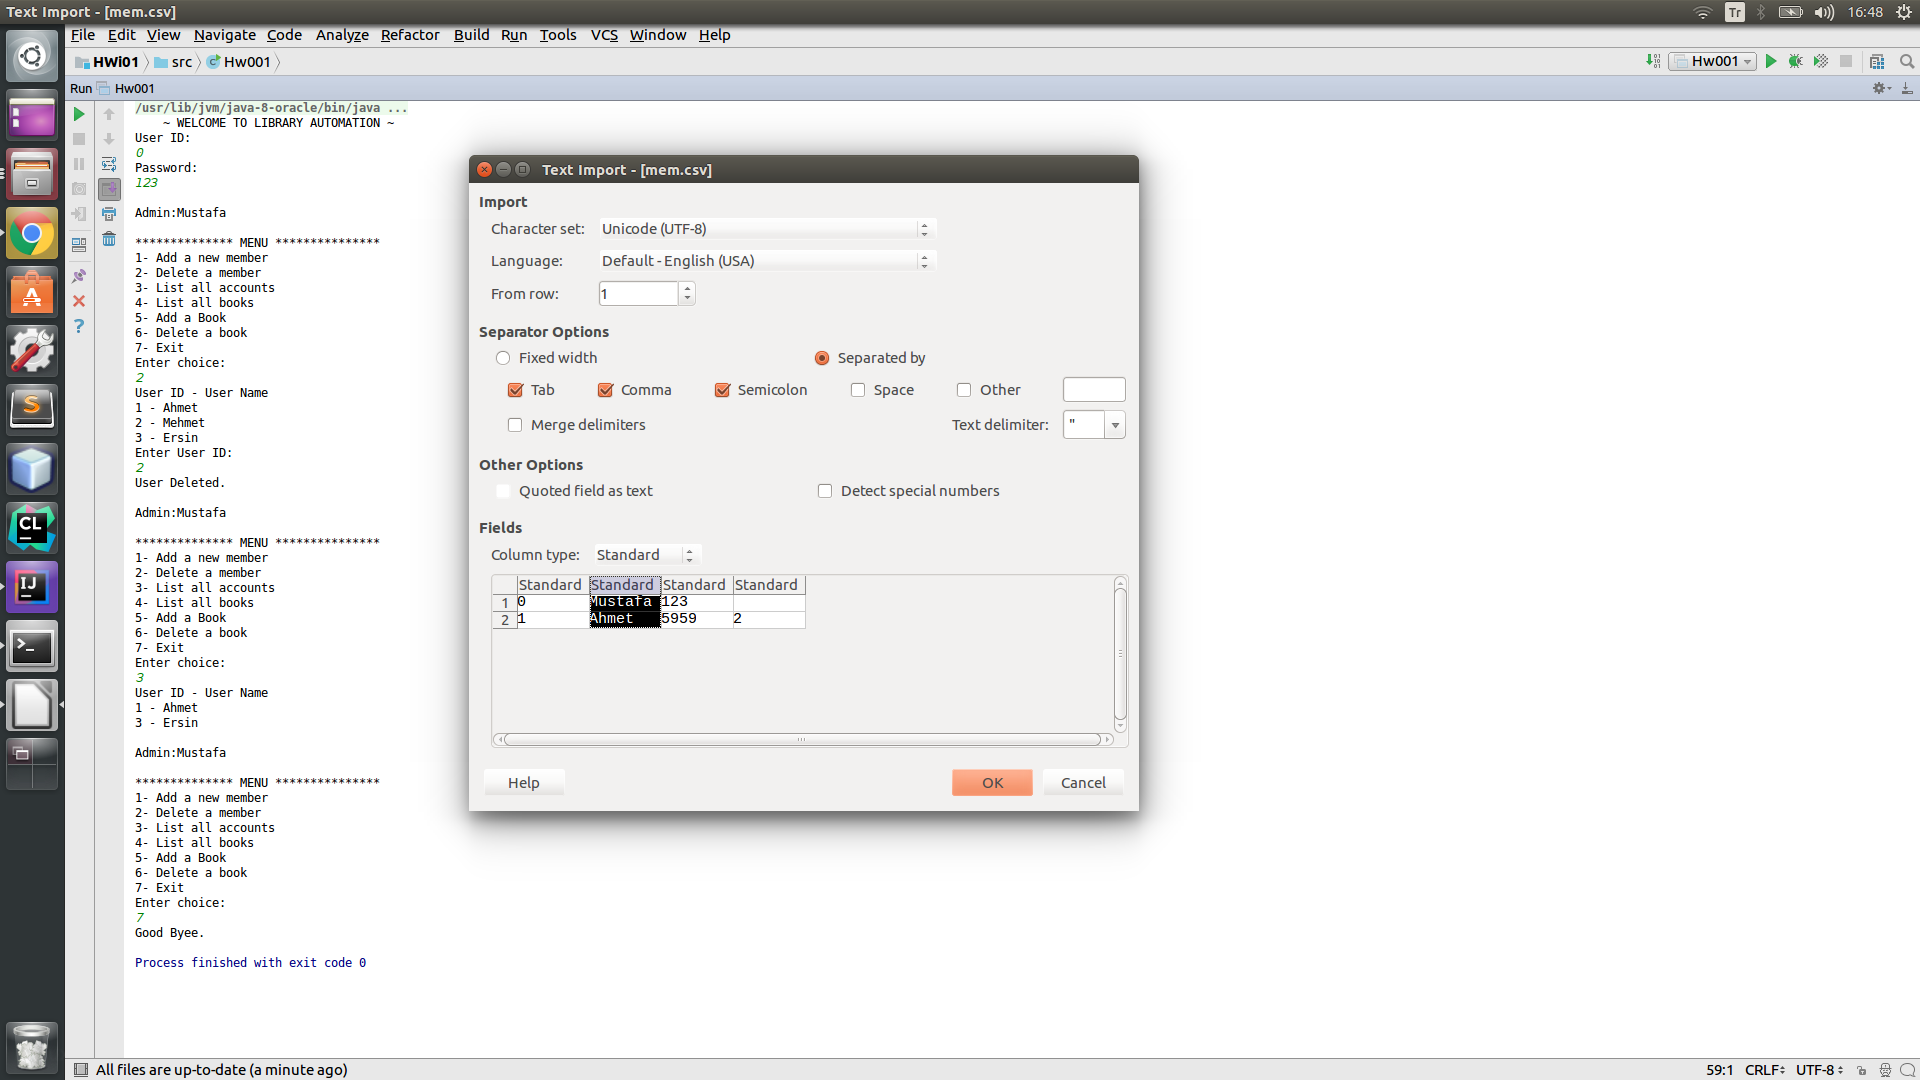 Text Import - [mem.csv]
Tr
16:48
File Edit View Navigate Code Analyze Refactor Build Run Tools VCS Window Help
HWi01 src Hw001
Hw001
Run Hw001
/usr/lib/jvm/java-8-oracle/bin/java ...
~ WELCOME TO LIBRARY AUTOMATION ~
User ID:
0
Password:
123
Admin:Mustafa
************** MENU ***************
1- Add a new member
2- Delete a member
3- List all accounts
4- List all books
5- Add a Book
6- Delete a book
7- Exit
Enter choice:
2
User ID - User Name
1 - Ahmet
2 - Mehmet
3 - Ersin
Enter User ID:
2
User Deleted.
Admin:Mustafa
************** MENU ***************
1- Add a new member
2- Delete a member
3- List all accounts
4- List all books
5- Add a Book
6- Delete a book
7- Exit
Enter choice:
3
User ID - User Name
1 - Ahmet
3 - Ersin
Admin:Mustafa
************** MENU ***************
1- Add a new member
2- Delete a member
3- List all accounts
4- List all books
5- Add a Book
6- Delete a book
7- Exit
Enter choice:
7
Good Byee.
Process finished with exit code 0
Text Import - [mem.csv]
Import
Character set: Unicode (UTF-8)
Language: Default - English (USA)
From row: 1
Separator Options
Fixed width Separated by
Tab Comma Semicolon Space Other
Merge delimiters Text delimiter: "
Other Options
Quoted field as text Detect special numbers
Fields
Column type: Standard
Standard Standard Standard Standard
1 0 Mustafa 123
2 1 Ahmet 5959 2
Help OK Cancel
S
CL
IJ
>_
All files are up-to-date (a minute ago)
59:1 CRLF UTF-8